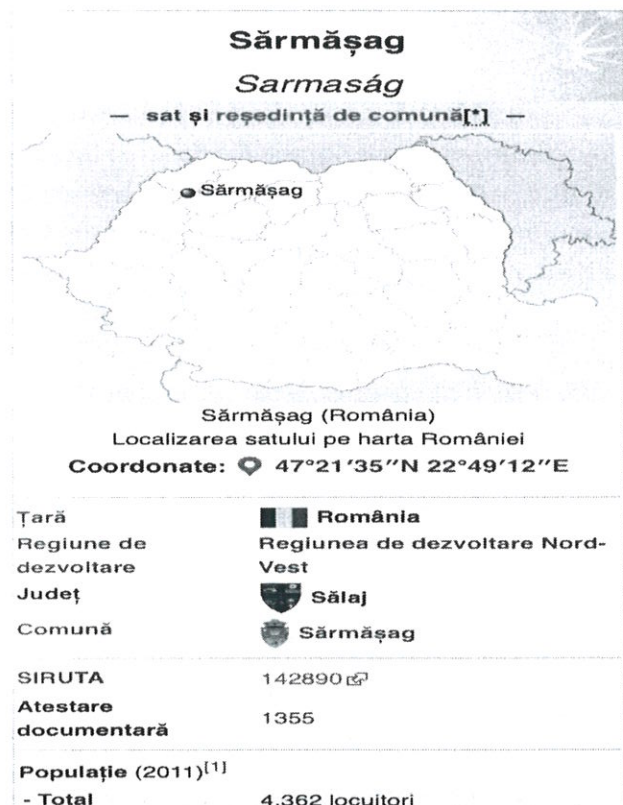 Sărmășag
Sarmaság
— sat și reședință de comună[*] —
Sărmășag
Sărmășag (România)
Localizarea satului pe harta României
Coordonate: 47°21′35″N 22°49′12″E
Țară România
Regiune de dezvoltare Regiunea de dezvoltare Nord-Vest
Județ Sălaj
Comună Sărmășag
SIRUTA 142890
Atestare documentară 1355
Populație (2011)[1]
- Total 4.362 locuitori